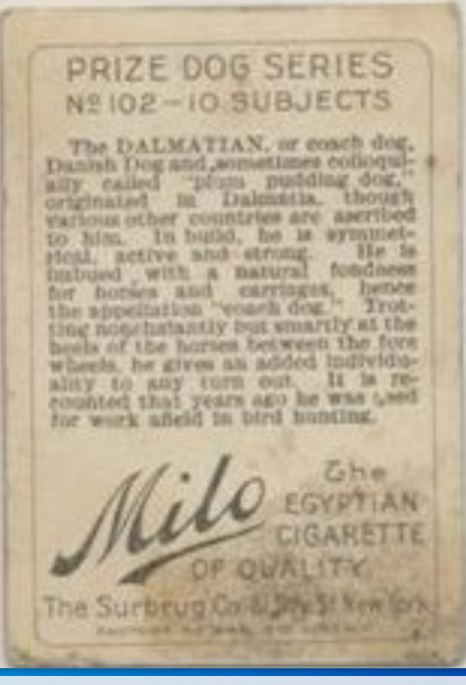 PRIZE DOG SERIES
Nº 102 – 10 SUBJECTS
The DALMATIAN, or coach dog,
Danish Dog and sometimes colloqui-
ally called "plum pudding dog,"
originated in Dalmatia, though
various other countries are ascribed
to him. In build, he is symmet-
rical, active and strong. He is
imbued with a natural fondness
for horses and carriages, hence
the appellation "coach dog." Trot-
ting nonchalantly but smartly at the
heels of the horses between the fore
wheels, he gives an added individu-
ality to any turn out. It is re-
counted that years ago he was used
for work afield in bird hunting.
Milo
The
EGYPTIAN
CIGARETTE
OF QUALITY
The Surbrug Co. St New York